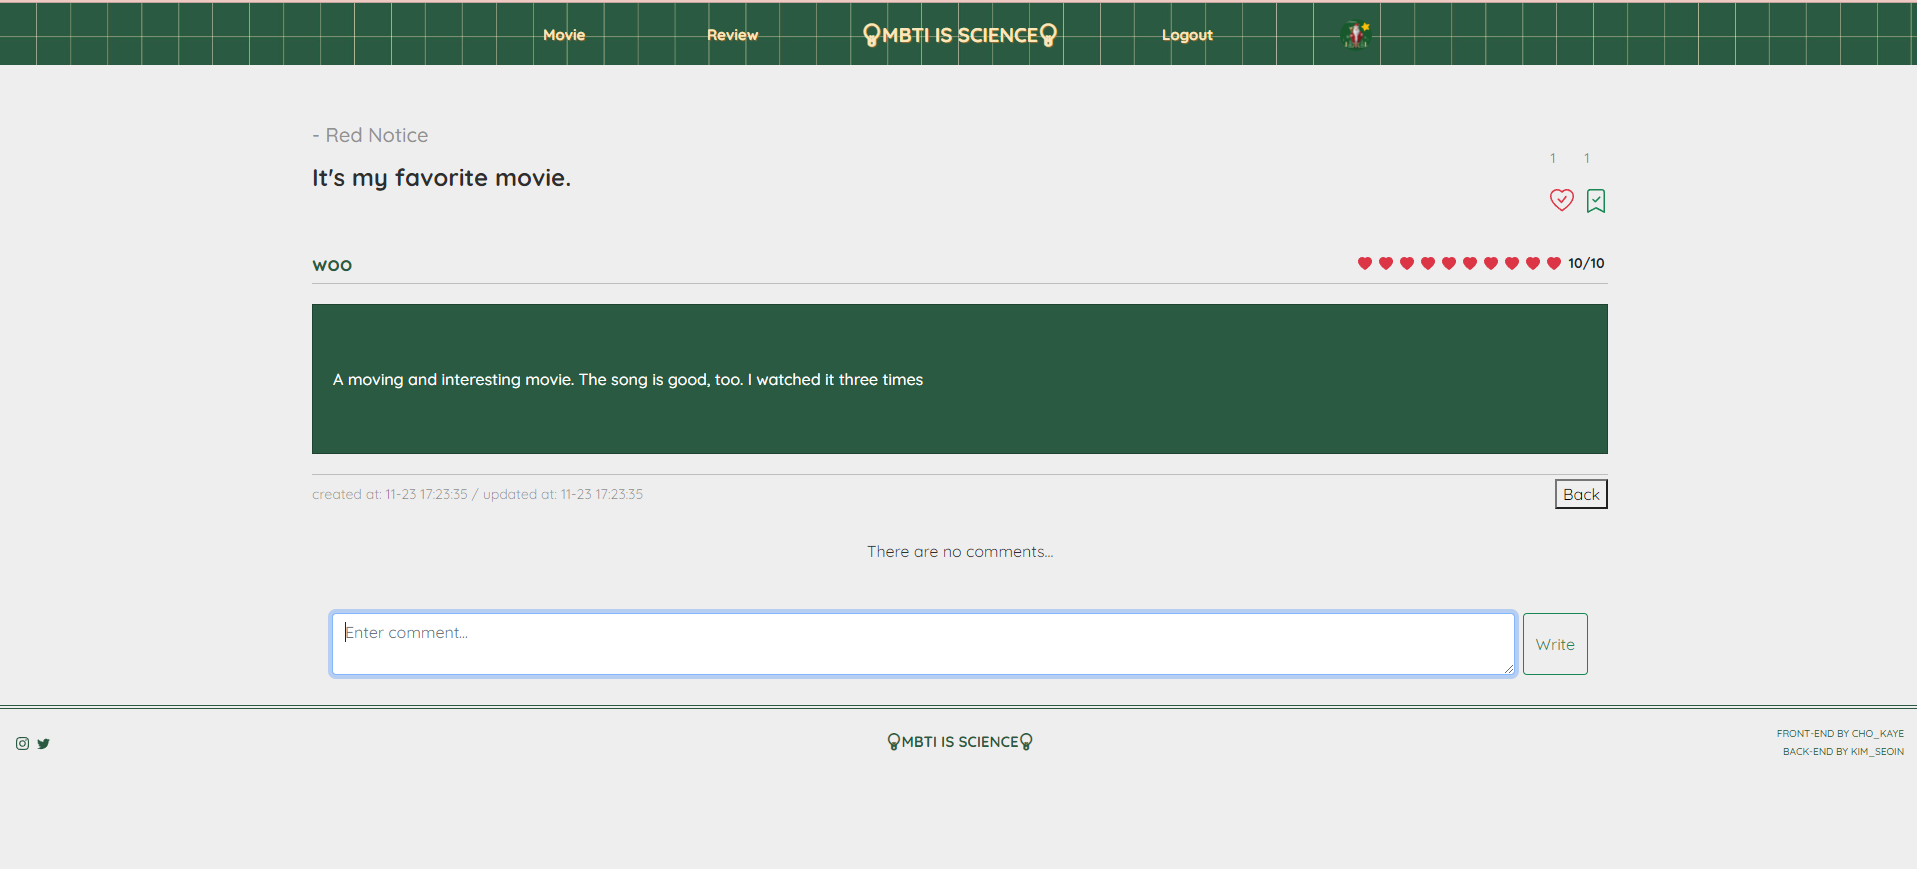 Movie
Review
MBTI IS SCIENCE
Logout
- Red Notice
It's my favorite movie.
1 1
woo
10/10
A moving and interesting movie. The song is good, too. I watched it three times
created at: 11-23 17:23:35 / updated at: 11-23 17:23:35
Back
There are no comments...
Enter comment...
Write
MBTI IS SCIENCE
FRONT-END BY CHO_KAYE
BACK-END BY KIM_SEOIN